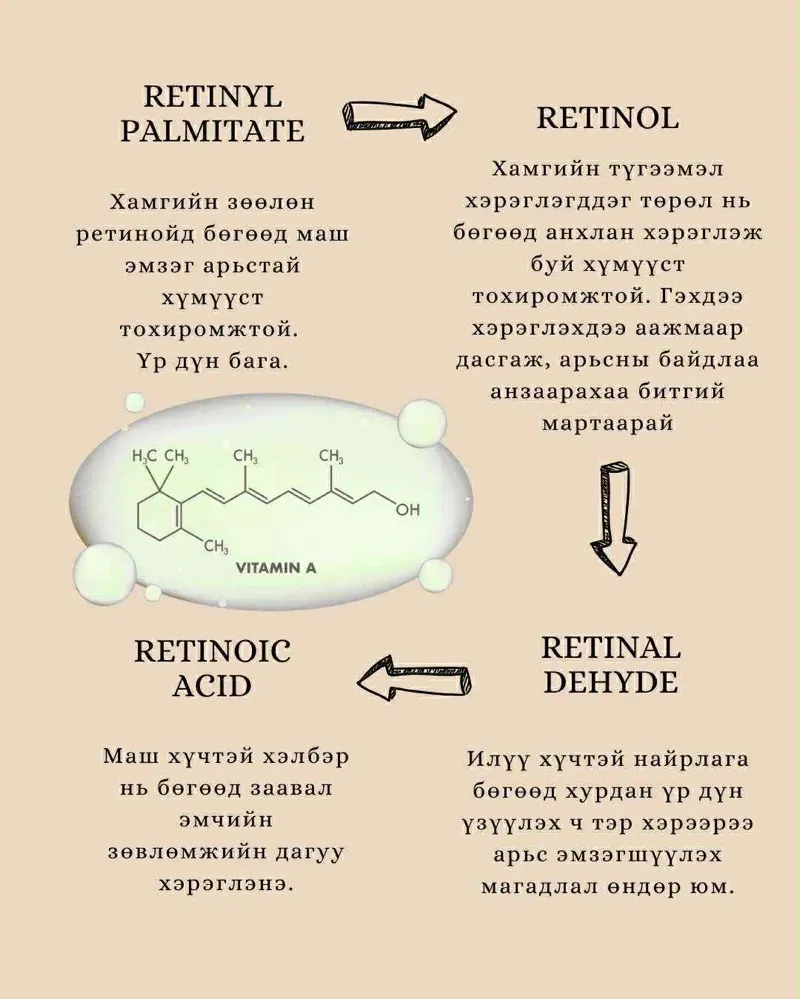 RETINYL
PALMITATE
Хамгийн зөөлөн
ретинойд бөгөөд маш
эмзэг арьстай
хүмүүст
тохиромжтой.
Үр дүн бага.
RETINOL
Хамгийн түгээмэл
хэрэглэгддэг төрөл нь
бөгөөд анхлан хэрэглэж
буй хүмүүст
тохиромжтой. Гэхдээ
хэрэглэхдээ аажмаар
дасгаж, арьсны байдлаа
анзаарахаа битгий
мартаарай
H₃C CH₃
CH₃
CH₃
OH
CH₃
VITAMIN A
RETINAL
DEHYDE
Илүү хүчтэй найрлага
бөгөөд хурдан үр дүн
үзүүлэх ч тэр хэрээрээ
арьс эмзэгшүүлэх
магадлал өндөр юм.
RETINOIC
ACID
Маш хүчтэй хэлбэр
нь бөгөөд заавал
эмчийн
зөвлөмжийн дагуу
хэрэглэнэ.